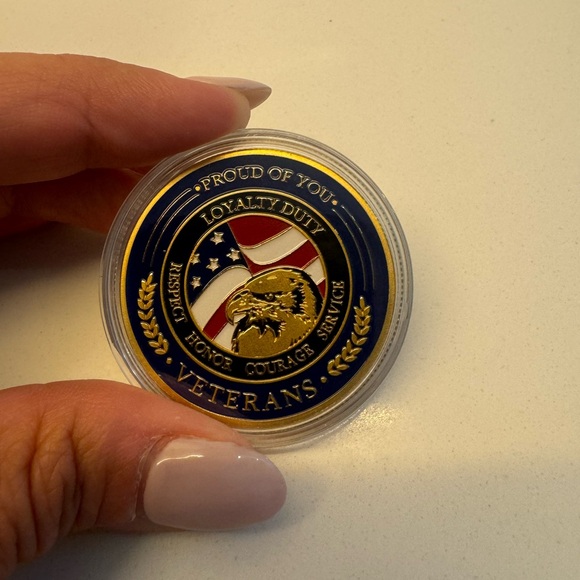 PROUD OF YOU
LOYALTY DUTY
RESPECT HONOR COURAGE SERVICE
VETERANS